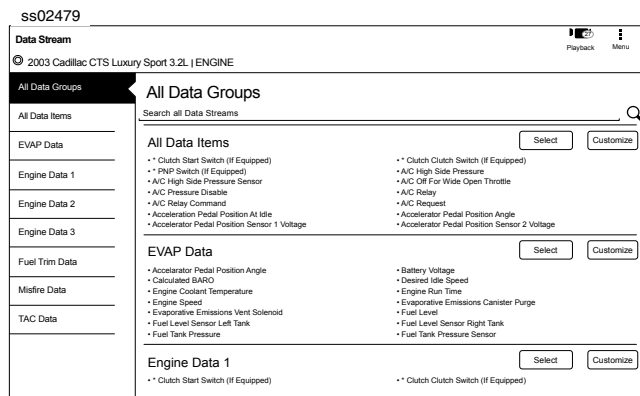 ss02479
Data Stream
27
Playback
Menu
2003 Cadillac CTS Luxury Sport 3.2L | ENGINE
All Data Groups
All Data Items
EVAP Data
Engine Data 1
Engine Data 2
Engine Data 3
Fuel Trim Data
Misfire Data
TAC Data
All Data Groups
Search all Data Streams
All Data Items
Select
Customize
• * Clutch Start Switch (If Equipped)
• * PNP Switch (If Equipped)
• A/C High Side Pressure Sensor
• A/C Pressure Disable
• A/C Relay Command
• Acceleration Pedal Position At Idle
• Accelerator Pedal Position Sensor 1 Voltage
• * Clutch Clutch Switch (If Equipped)
• A/C High Side Pressure
• A/C Off For Wide Open Throttle
• A/C Relay
• A/C Request
• Accelerator Pedal Position Angle
• Accelerator Pedal Position Sensor 2 Voltage
EVAP Data
Select
Customize
• Accelarator Pedal Position Angle
• Calculated BARO
• Engine Coolant Temperature
• Engine Speed
• Evaporative Emissions Vent Solenoid
• Fuel Level Sensor Left Tank
• Fuel Tank Pressure
• Battery Voltage
• Desired Idle Speed
• Engine Run Time
• Evaporative Emissions Canister Purge
• Fuel Level
• Fuel Level Sensor Right Tank
• Fuel Tank Pressure Sensor
Engine Data 1
Select
Customize
• * Clutch Start Switch (If Equipped)
• * Clutch Clutch Switch (If Equipped)